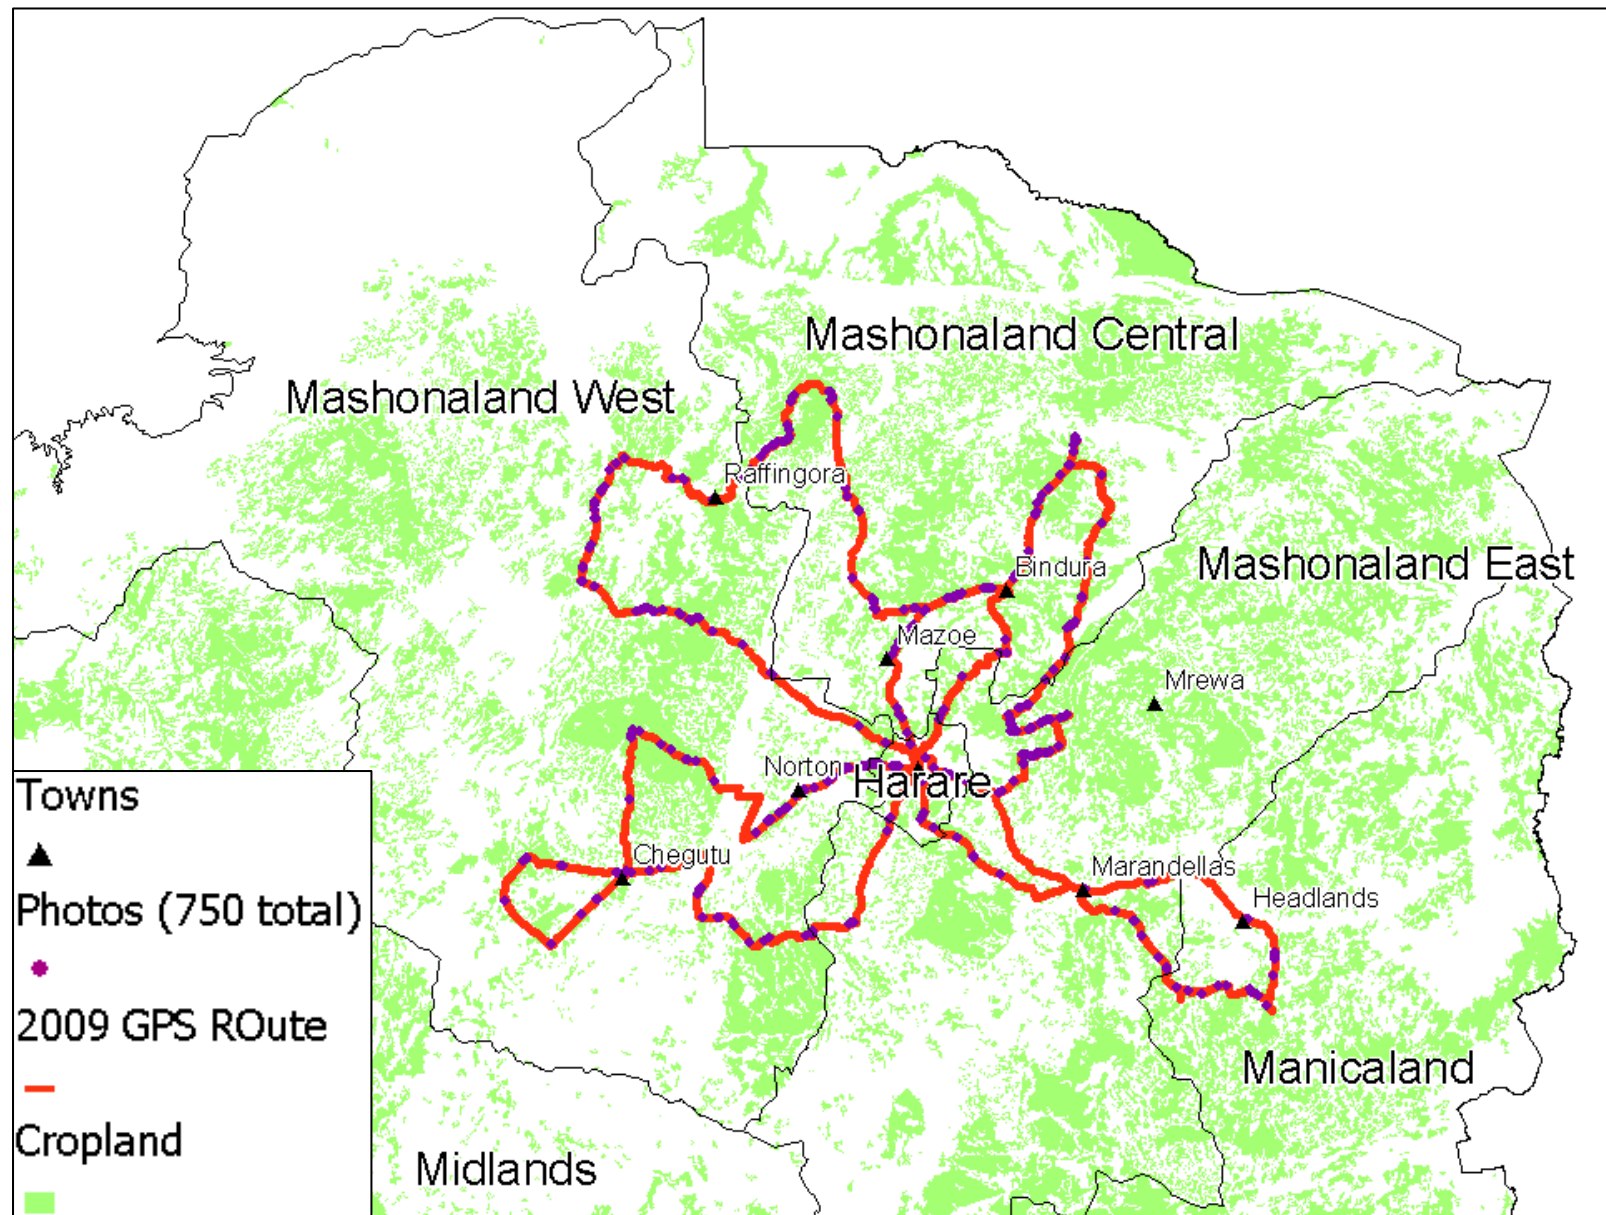 Mashonaland Central
Mashonaland West
Raffingora
Bindura
Mashonaland East
Mazoe
Mrewa
Norton
Harare
Chegutu
Marandellas
Headlands
Manicaland
Midlands
Towns
Photos (750 total)
2009 GPS ROute
Cropland